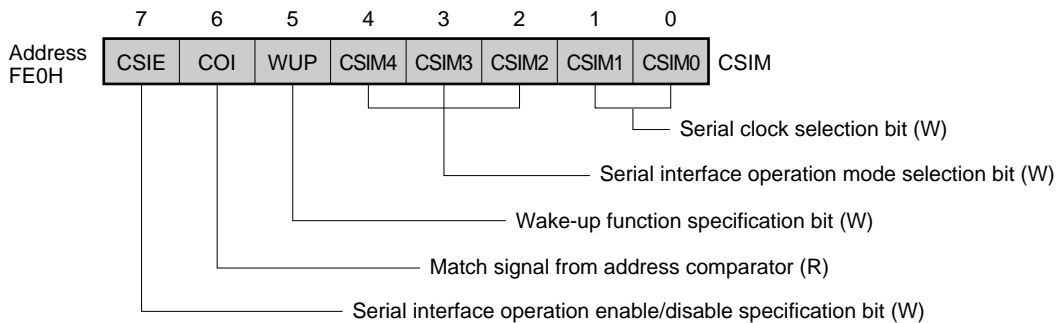 7 6 5 4 3 2 1 0
Address
FE0H
CSIE COI WUP CSIM4 CSIM3 CSIM2 CSIM1 CSIM0 CSIM
Serial clock selection bit (W)
Serial interface operation mode selection bit (W)
Wake-up function specification bit (W)
Match signal from address comparator (R)
Serial interface operation enable/disable specification bit (W)